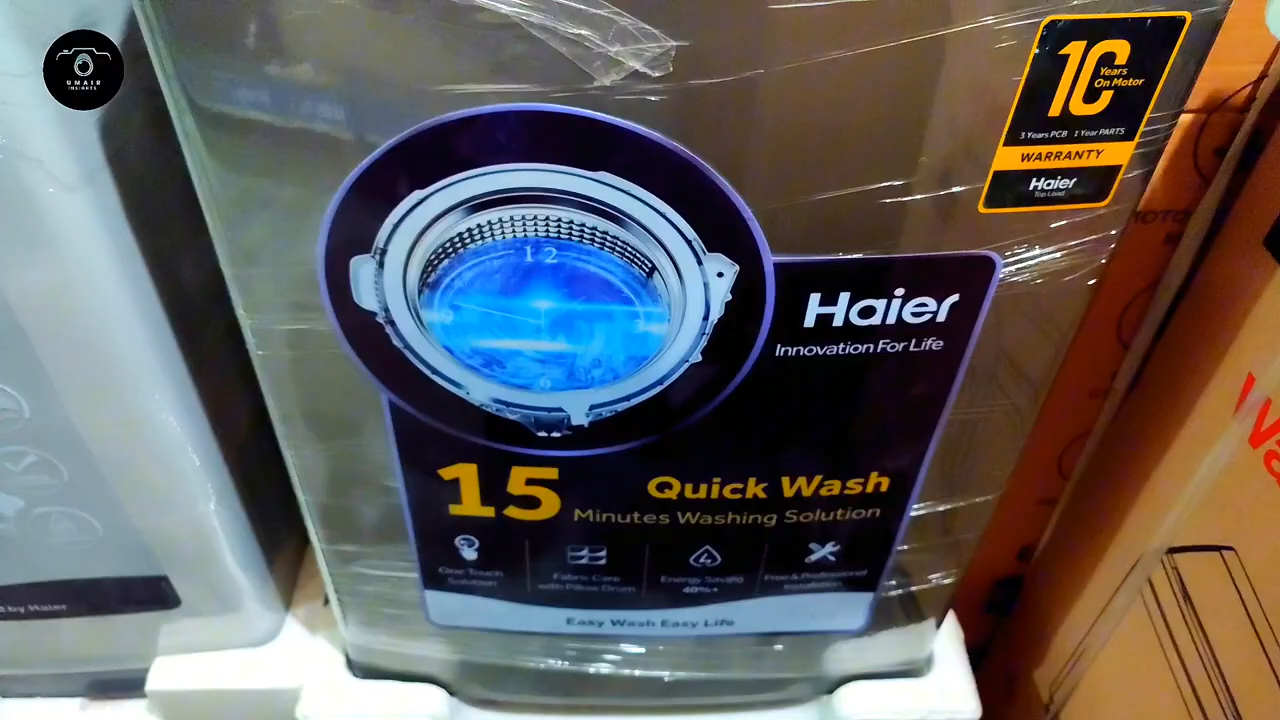 UMAIR
INSIGHTS
10 Years
On Motor
3 Years PCB 1 Year PARTS
WARRANTY
Haier
Top Load
12
6
Haier
Innovation For Life
15 Quick Wash
Minutes Washing Solution
One Touch
Solution
Fabric Care
with Pillow Drum
Energy Saving
40%+
Free & Professional
Installation
Easy Wash Easy Life
by Haier